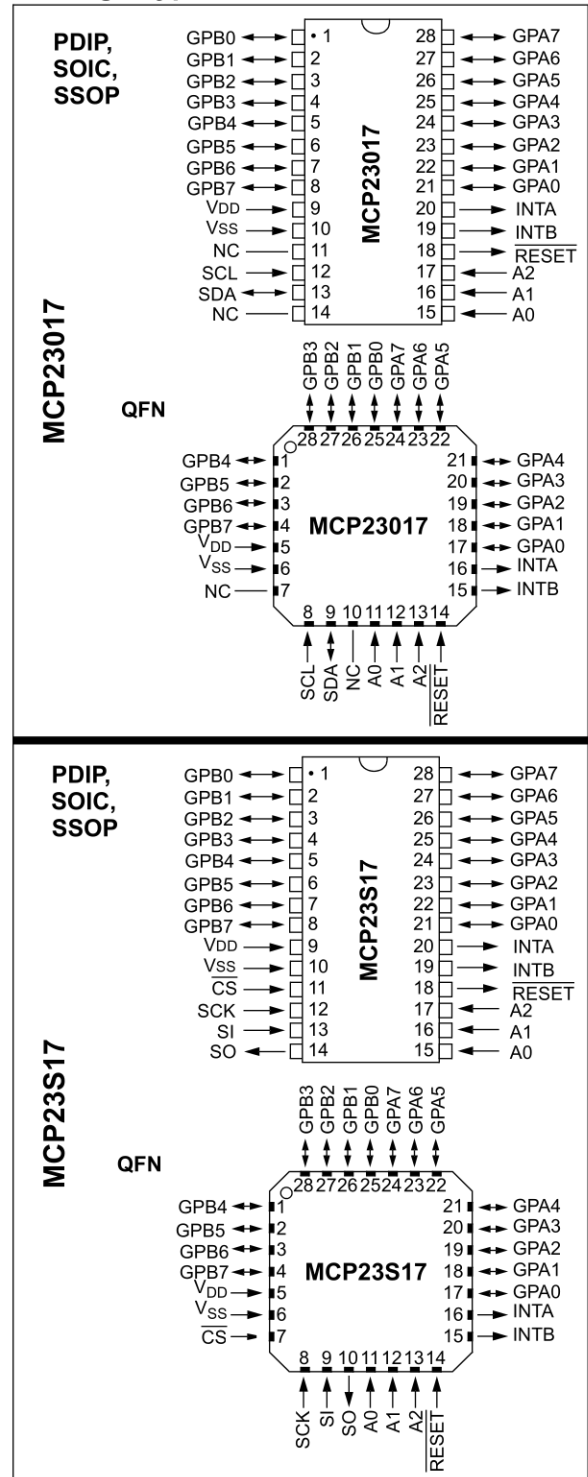 PDIP,
SOIC,
SSOP
MCP23017
GPB0 1 28 GPA7
GPB1 2 27 GPA6
GPB2 3 26 GPA5
GPB3 4 25 GPA4
GPB4 5 24 GPA3
GPB5 6 23 GPA2
GPB6 7 22 GPA1
GPB7 8 21 GPA0
VDD 9 20 INTA
VSS 10 19 INTB
NC 11 18 RESET
SCL 12 17 A2
SDA 13 16 A1
NC 14 15 A0
MCP23017
QFN
GPB3 GPB2 GPB1 GPB0 GPA7 GPA6 GPA5
28 27 26 25 24 23 22
GPB4 1 21 GPA4
GPB5 2 20 GPA3
GPB6 3 19 GPA2
GPB7 4 MCP23017 18 GPA1
VDD 5 17 GPA0
VSS 6 16 INTA
NC 7 15 INTB
8 9 10 11 12 13 14
SCL SDA NC A0 A1 A2 RESET
PDIP,
SOIC,
SSOP
MCP23S17
GPB0 1 28 GPA7
GPB1 2 27 GPA6
GPB2 3 26 GPA5
GPB3 4 25 GPA4
GPB4 5 24 GPA3
GPB5 6 23 GPA2
GPB6 7 22 GPA1
GPB7 8 21 GPA0
VDD 9 20 INTA
VSS 10 19 INTB
CS 11 18 RESET
SCK 12 17 A2
SI 13 16 A1
SO 14 15 A0
MCP23S17
QFN
GPB3 GPB2 GPB1 GPB0 GPA7 GPA6 GPA5
28 27 26 25 24 23 22
GPB4 1 21 GPA4
GPB5 2 20 GPA3
GPB6 3 19 GPA2
GPB7 4 MCP23S17 18 GPA1
VDD 5 17 GPA0
VSS 6 16 INTA
CS 7 15 INTB
8 9 10 11 12 13 14
SCK SI SO A0 A1 A2 RESET